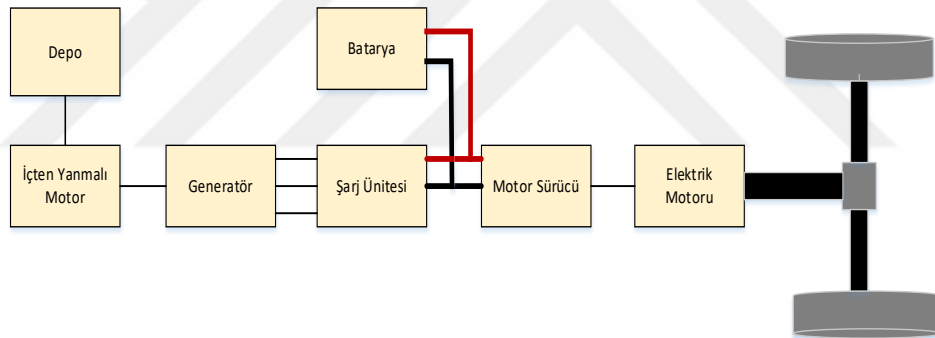 Depo
Batarya
İçten Yanmalı
Motor
Generatör
Şarj Ünitesi
Motor Sürücü
Elektrik
Motoru